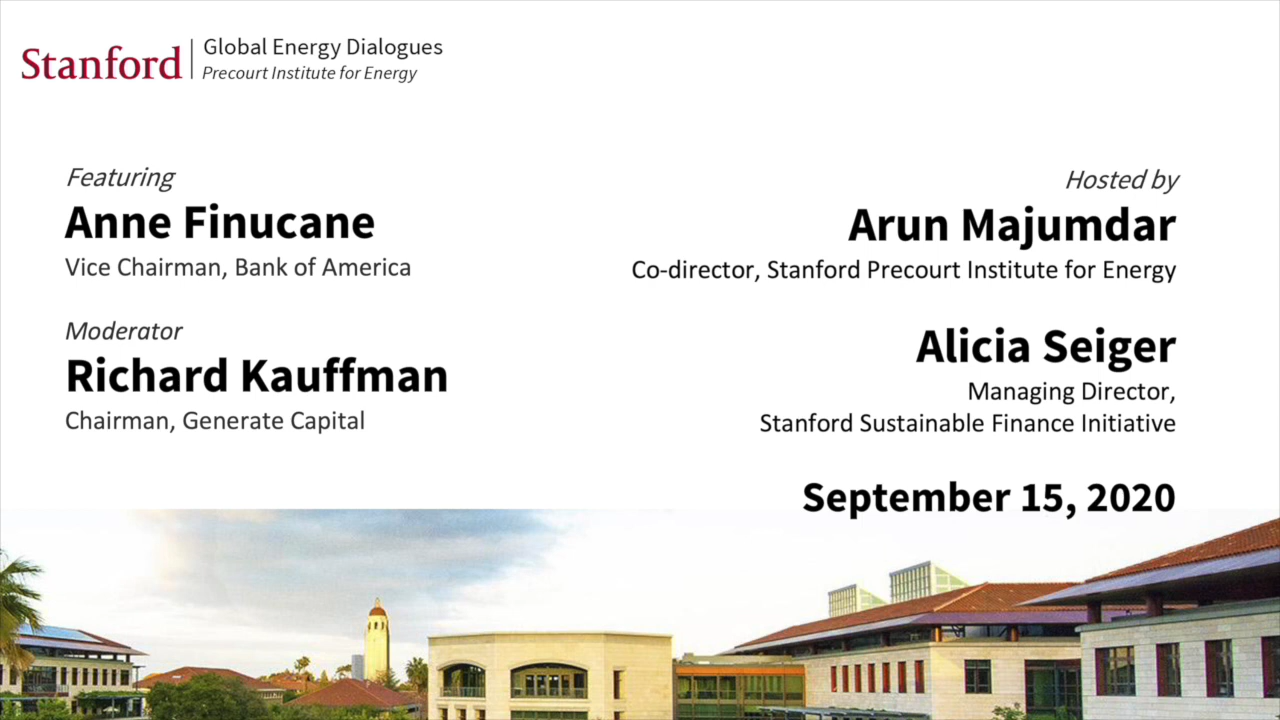 Stanford
Global Energy Dialogues
Precourt Institute for Energy
Featuring
Anne Finucane
Vice Chairman, Bank of America
Moderator
Richard Kauffman
Chairman, Generate Capital
Hosted by
Arun Majumdar
Co-director, Stanford Precourt Institute for Energy
Alicia Seiger
Managing Director,
Stanford Sustainable Finance Initiative
September 15, 2020